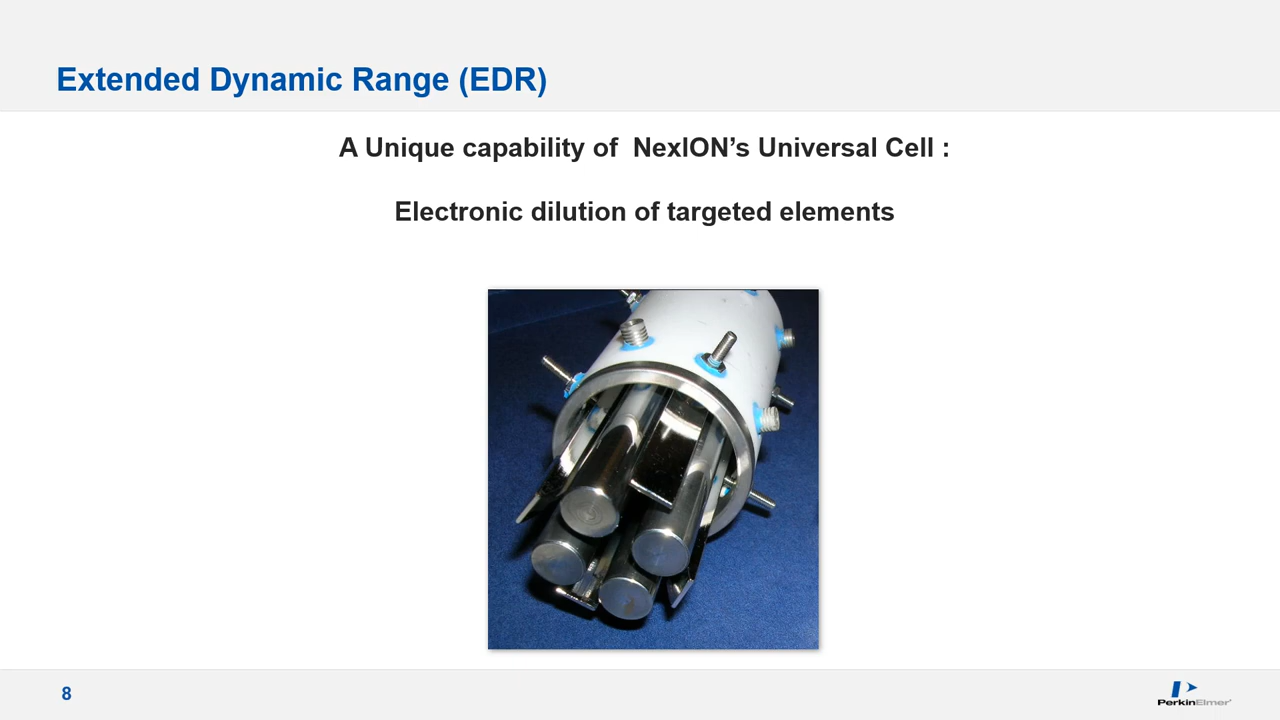 Extended Dynamic Range (EDR)
A Unique capability of  NexION’s Universal Cell :
Electronic dilution of targeted elements
8
PerkinElmer